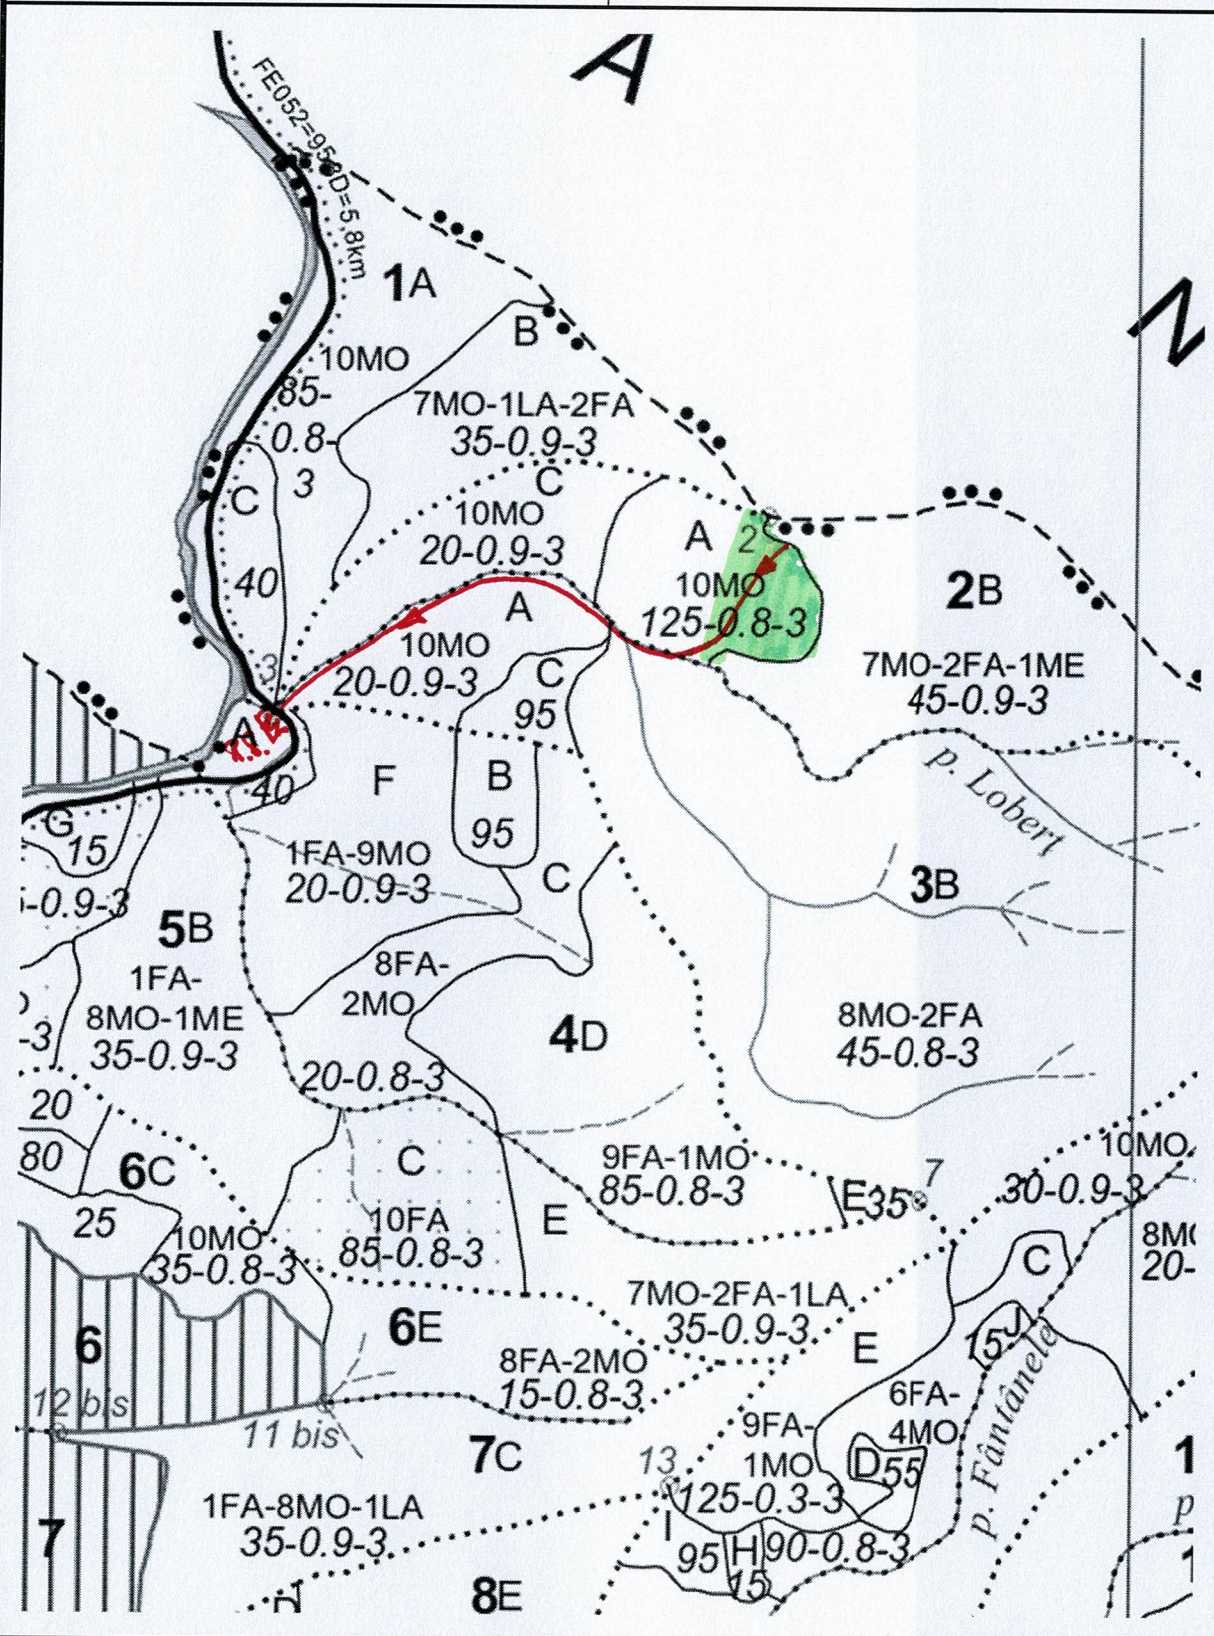 A
FE052=95 D=5,8km
1A
N
B
10MO
85-
0.8-
3
7MO-1LA-2FA
35-0.9-3
C
C
10MO
20-0.9-3
A
2
10MO
125-0.8-3
2B
40
A
10MO
20-0.9-3
7MO-2FA-1ME
45-0.9-3
3
C
95
A
p. Lobert
F
B
40
95
G
15
1FA-9MO
20-0.9-3
C
3B
-0.9-3
5B
8FA-
2MO
1FA-
8MO-1ME
35-0.9-3
-3
4D
8MO-2FA
45-0.8-3
20-0.8-3
20
80
6C
C
9FA-1MO
85-0.8-3
7
E35
10MO
30-0.9-3
25
10MO
35-0.8-3
10FA
85-0.8-3
E
C
20-
7MO-2FA-1LA
35-0.9-3
6
6E
E
15
J
8FA-2MO
15-0.8-3
6FA-
4MO
p. Fântânele
12 bis
11 bis
9FA-
1MO
125-0.3-3
7C
D
55
13
1
p
1FA-8MO-1LA
35-0.9-3
7
I
95
H
15
90-0.8-3
8E